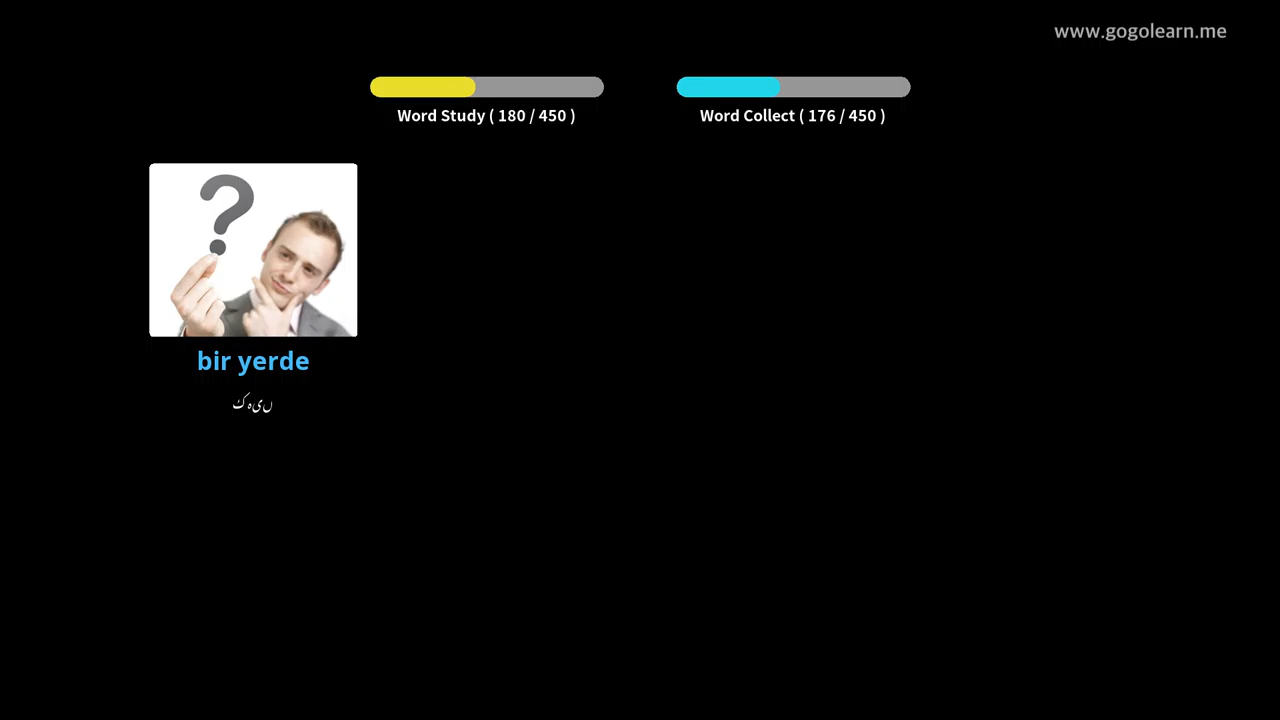 www.gogolearn.me
Word Study ( 180 / 450 )
Word Collect ( 176 / 450 )
?
bir yerde
کہیں